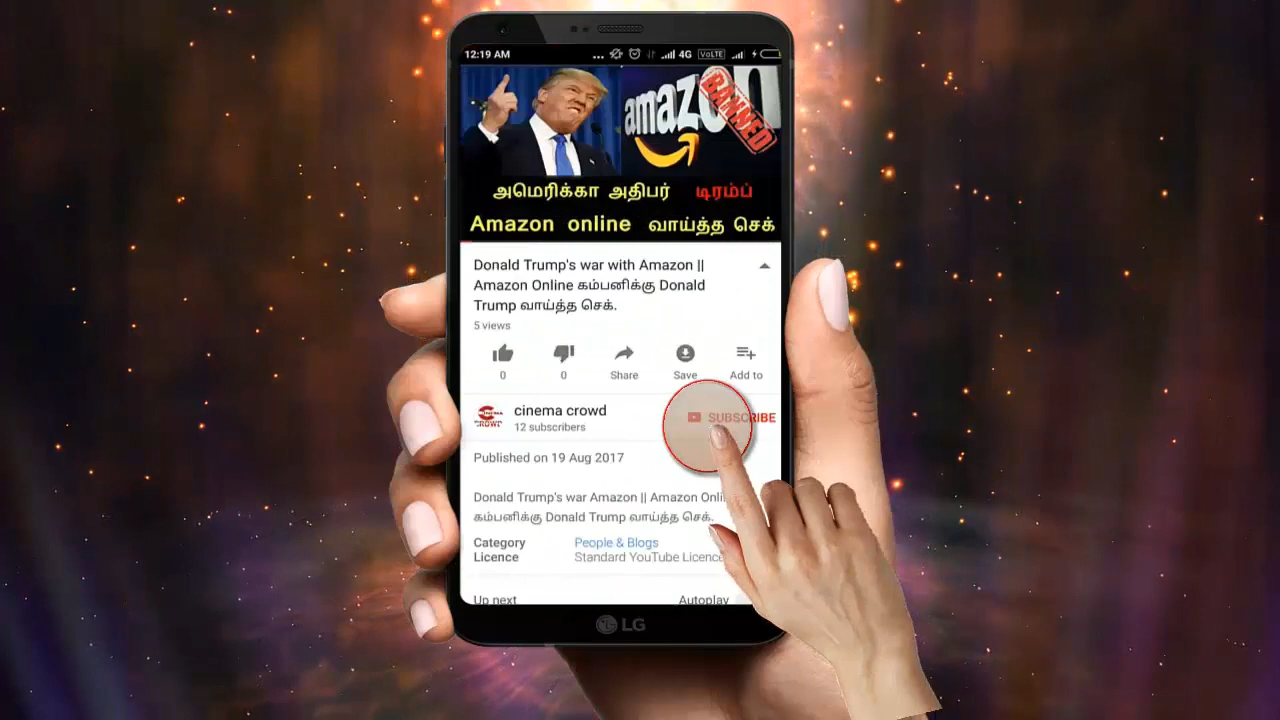 12:19 AM
4G VoLTE
amazon
BANNED
அமெரிக்கா அதிபர் டிரம்ப்
Amazon online வாய்த்த செக்
Donald Trump's war with Amazon ||
Amazon Online கம்பனிக்கு Donald
Trump வாய்த்த செக்.
5 views
0 0 Share Save Add to
cinema crowd
SUBSCRIBE
12 subscribers
Published on 19 Aug 2017
Donald Trump's war Amazon || Amazon Onli
கம்பனிக்கு Donald Trump வாய்த்த செக்.
Category People & Blogs
Licence Standard YouTube Licence
Up next Autoplay
LG